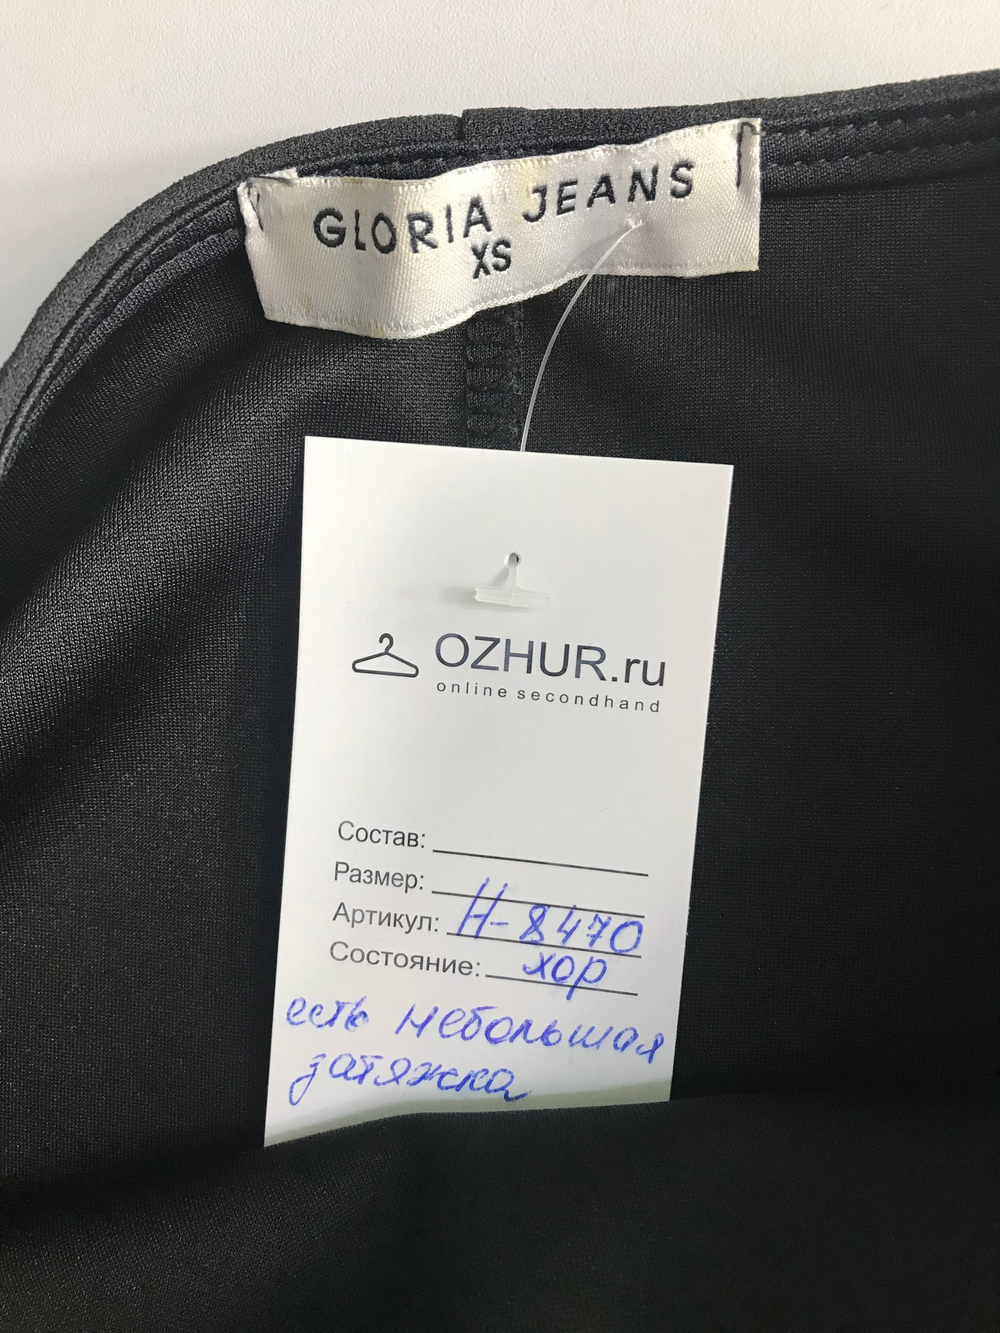 GLORIA JEANS
XS
OZHUR.ru
online secondhand
Состав:
Размер:
Артикул: Н-8470
Состояние: хор
есть небольшая
затяжка